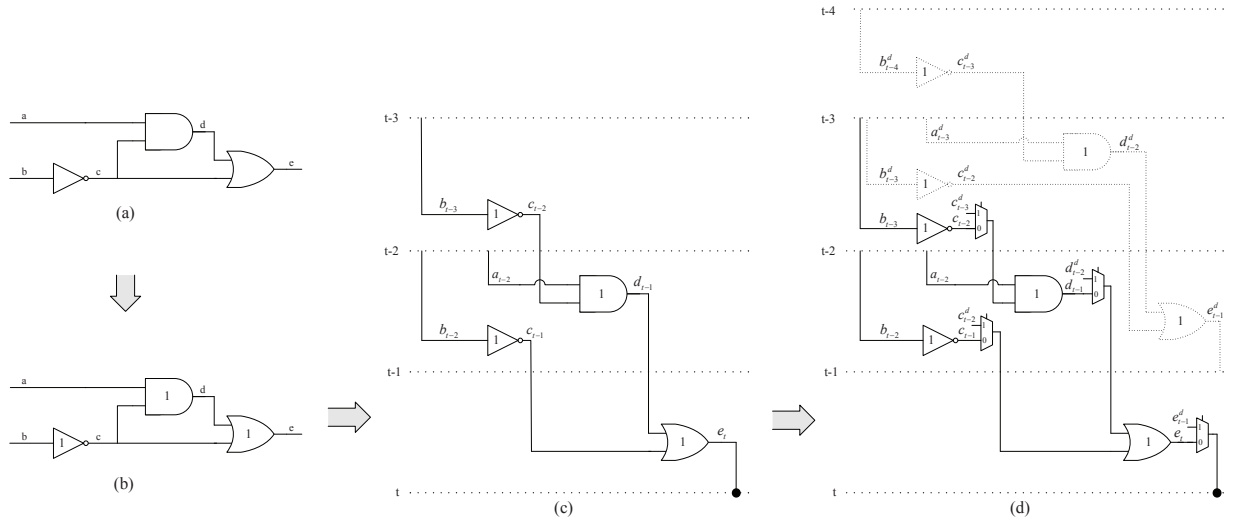 a
d
b
c
e
(a)
a
1
d
b
1
c
1
e
(b)
t-3
b_{t-3}
1
c_{t-2}
t-2
a_{t-2}
1
d_{t-1}
b_{t-2}
1
c_{t-1}
t-1
1
e_t
t
(c)
t-4
b^d_{t-4}
1
c^d_{t-3}
t-3
a^d_{t-3}
1
d^d_{t-2}
b^d_{t-3}
1
c^d_{t-2}
b_{t-3}
1
c^d_{t-3}
1
c_{t-2}
0
t-2
a_{t-2}
1
d^d_{t-2}
1
d_{t-1}
0
b_{t-2}
1
c^d_{t-2}
1
c_{t-1}
0
1
e^d_{t-1}
t-1
1
e^d_{t-1}
1
e_t
0
t
(d)